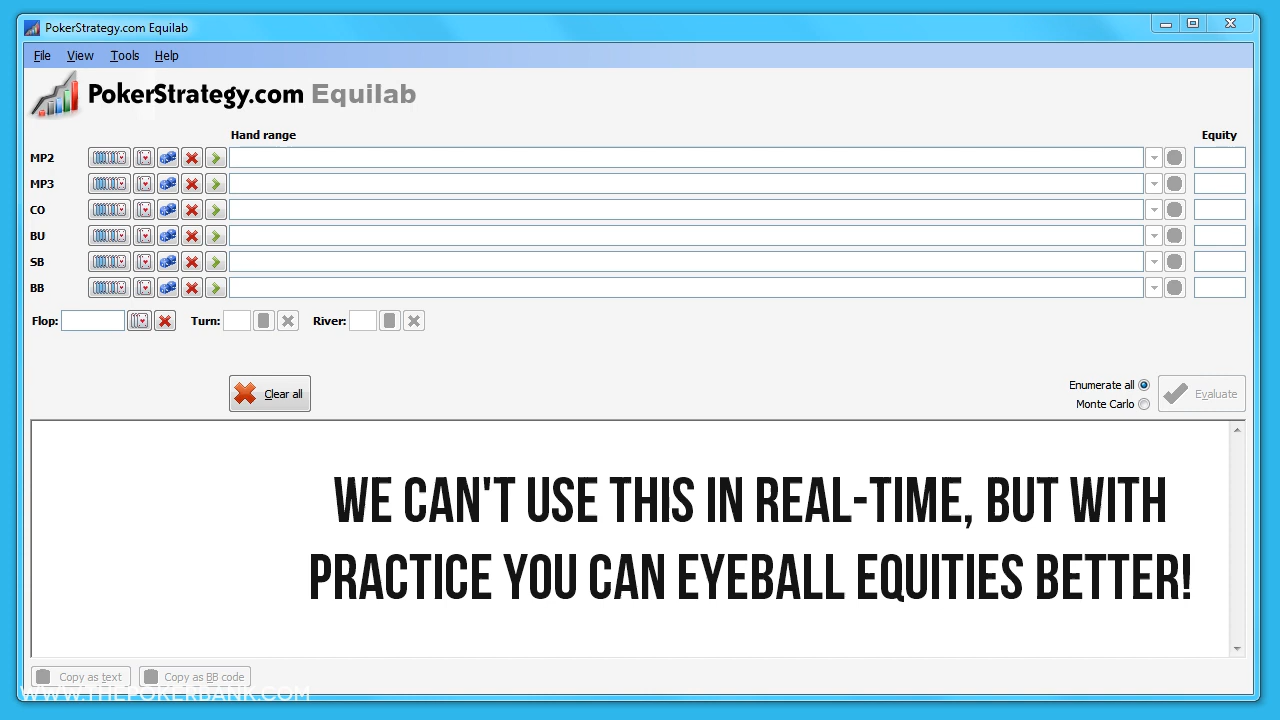 PokerStrategy.com Equilab
File View Tools Help
PokerStrategy.com Equilab
Hand range Equity
MP2
MP3
CO
BU
SB
BB
Flop: Turn: River:
Enumerate all
Clear all Evaluate
Monte Carlo
WE CAN'T USE THIS IN REAL-TIME, BUT WITH
PRACTICE YOU CAN EYEBALL EQUITIES BETTER!
Copy as text Copy as BB code
WWW.THEPOKERBANK.COM